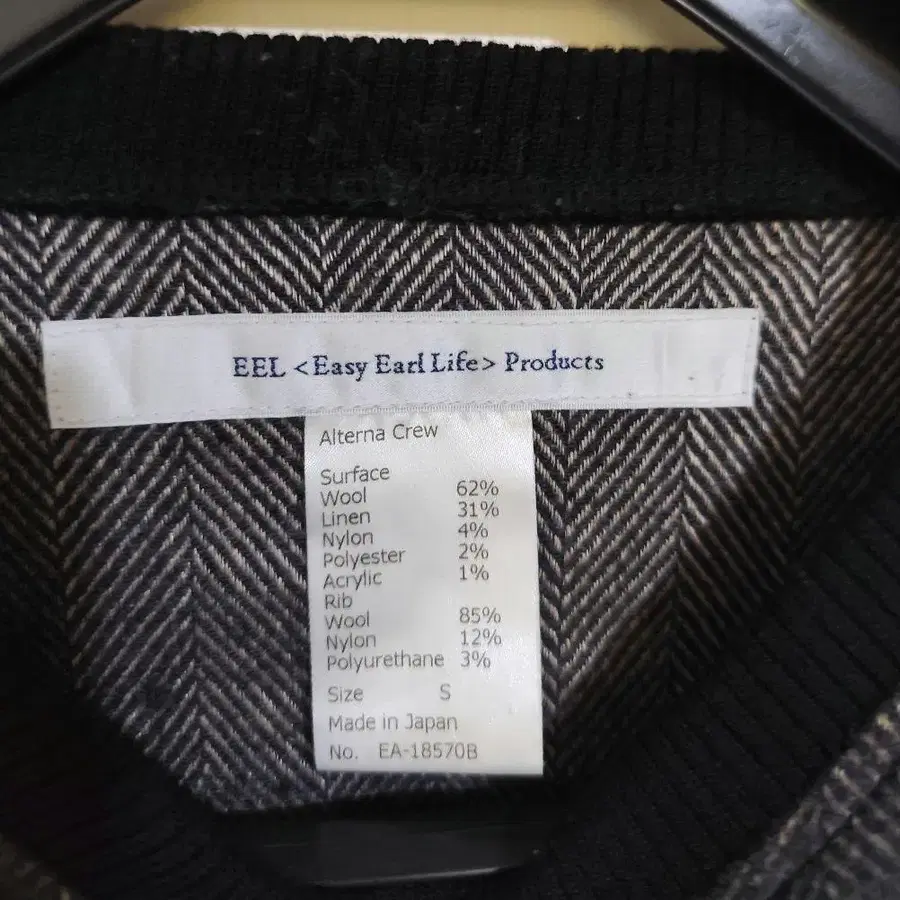 EEL <Easy Earl Life> Products
Alterna Crew
Surface
Wool 62%
Linen 31%
Nylon 4%
Polyester 2%
Acrylic 1%
Rib
Wool 85%
Nylon 12%
Polyurethane 3%
Size S
Made in Japan
No. EA-18570B